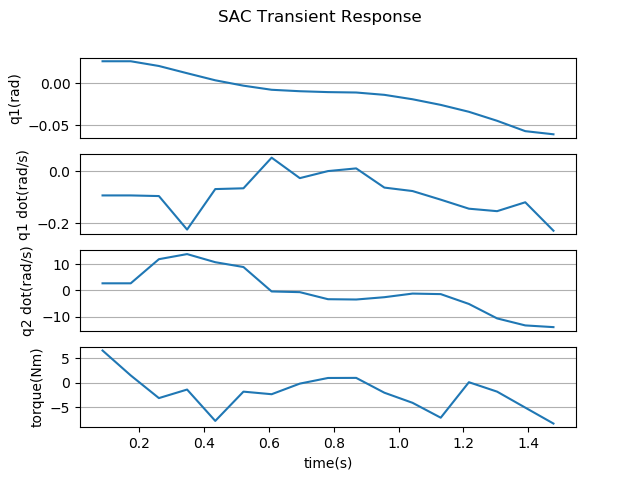 SAC Transient Response
q1(rad)
0.00
−0.05
q1 dot(rad/s)
0.0
−0.2
q2 dot(rad/s)
10
0
−10
torque(Nm)
5
0
−5
0.2 0.4 0.6 0.8 1.0 1.2 1.4
time(s)